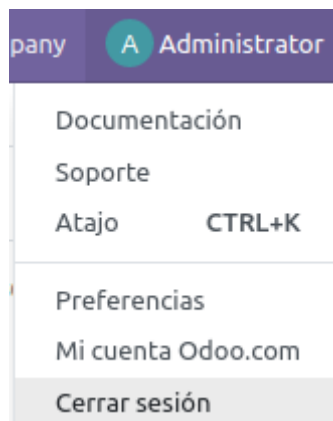 pany A Administrator
Documentación
Soporte
Atajo CTRL+K
Preferencias
Mi cuenta Odoo.com
Cerrar sesión